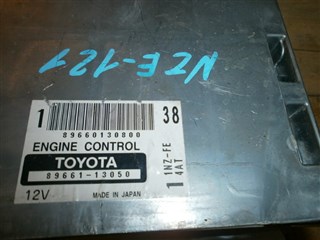 NZE-121
1
38
89660130800
ENGINE CONTROL
TOYOTA
89661-13050
12V
MADE IN JAPAN
1
1NZ-FE
4AT